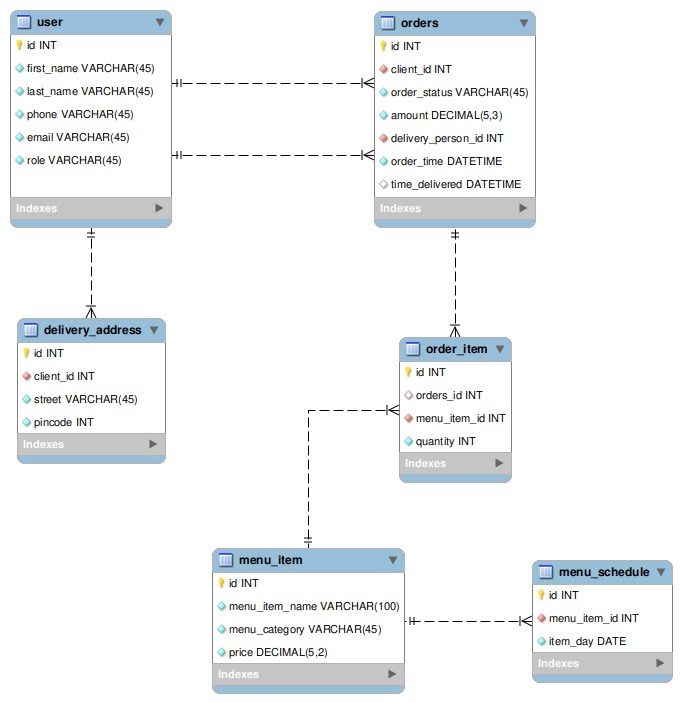 user
id INT
first_name VARCHAR(45)
last_name VARCHAR(45)
phone VARCHAR(45)
email VARCHAR(45)
role VARCHAR(45)
Indexes
orders
id INT
client_id INT
order_status VARCHAR(45)
amount DECIMAL(5,3)
delivery_person_id INT
order_time DATETIME
time_delivered DATETIME
Indexes
delivery_address
id INT
client_id INT
street VARCHAR(45)
pincode INT
Indexes
order_item
id INT
orders_id INT
menu_item_id INT
quantity INT
Indexes
menu_item
id INT
menu_item_name VARCHAR(100)
menu_category VARCHAR(45)
price DECIMAL(5,2)
Indexes
menu_schedule
id INT
menu_item_id INT
item_day DATE
Indexes